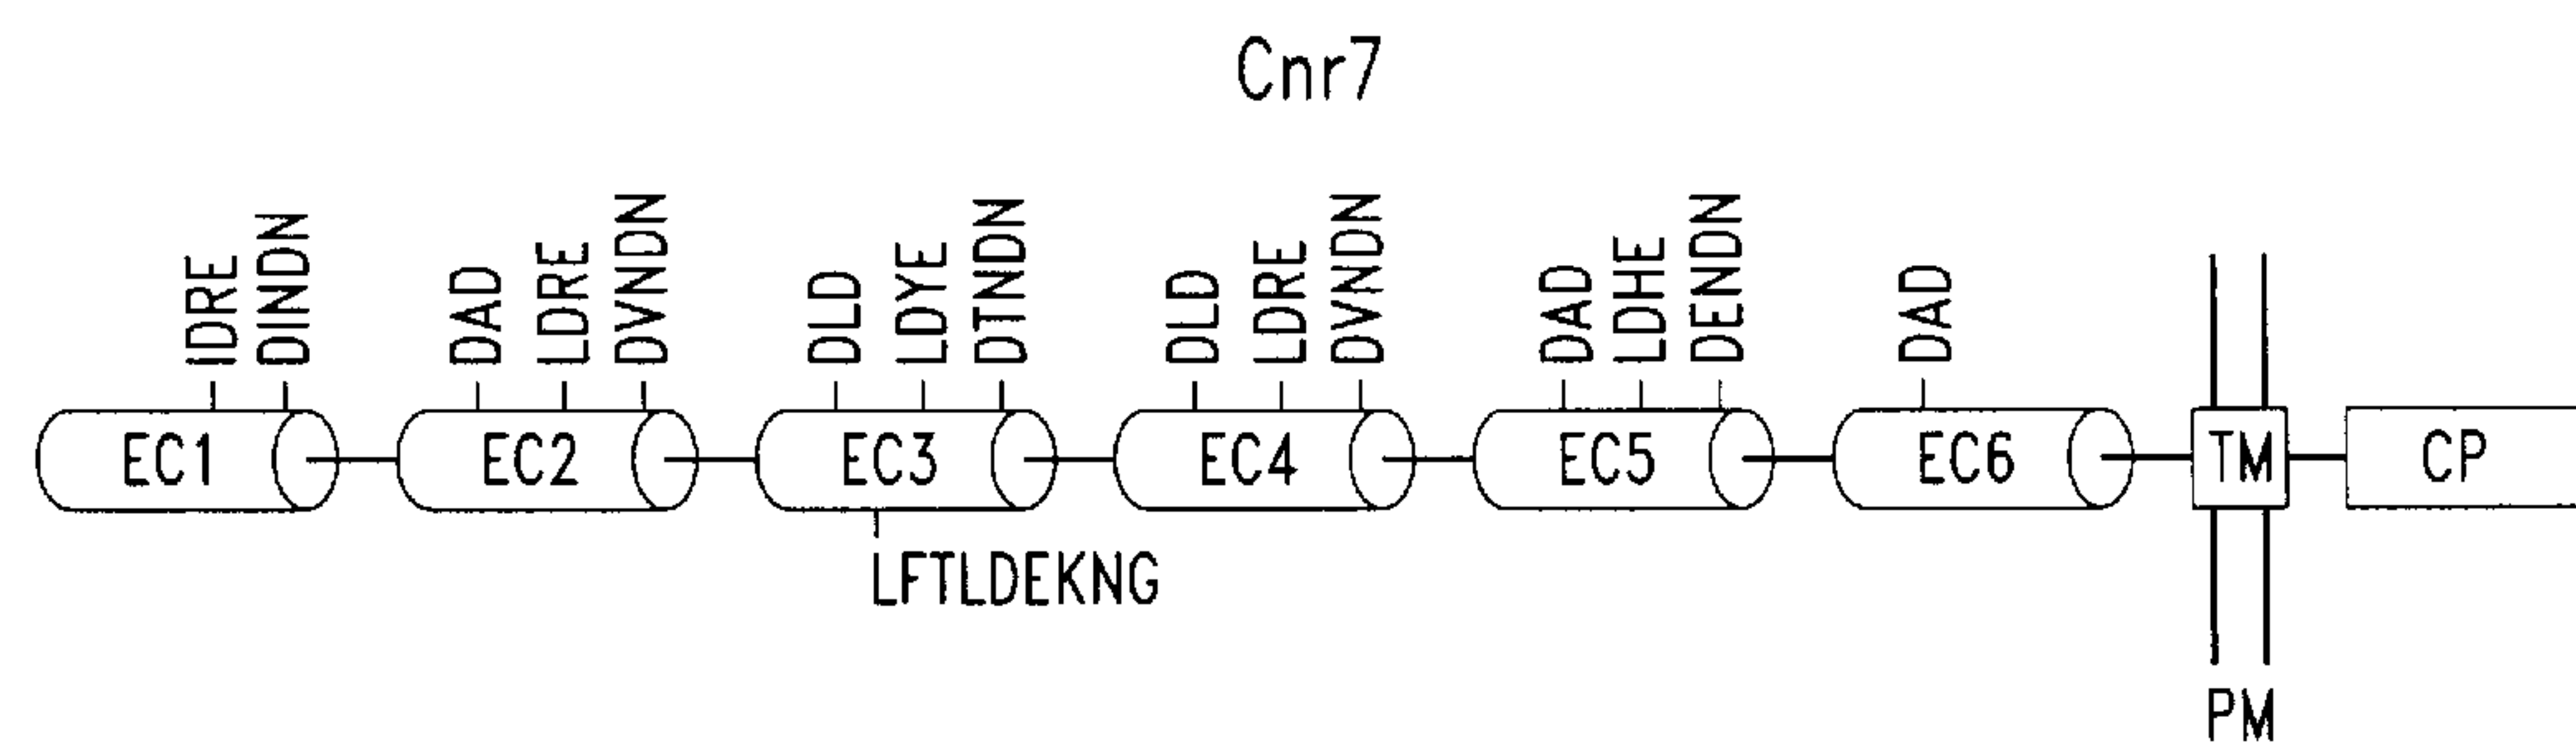 Cnr7
IDRE
DINDN
DAD
LDRE
DVNDN
DLD
LDYE
DTNDN
DLD
LDRE
DVNDN
DAD
LDHE
DENDN
DAD
EC1
EC2
EC3
EC4
EC5
EC6
TM
CP
LFTLDEKNG
PM